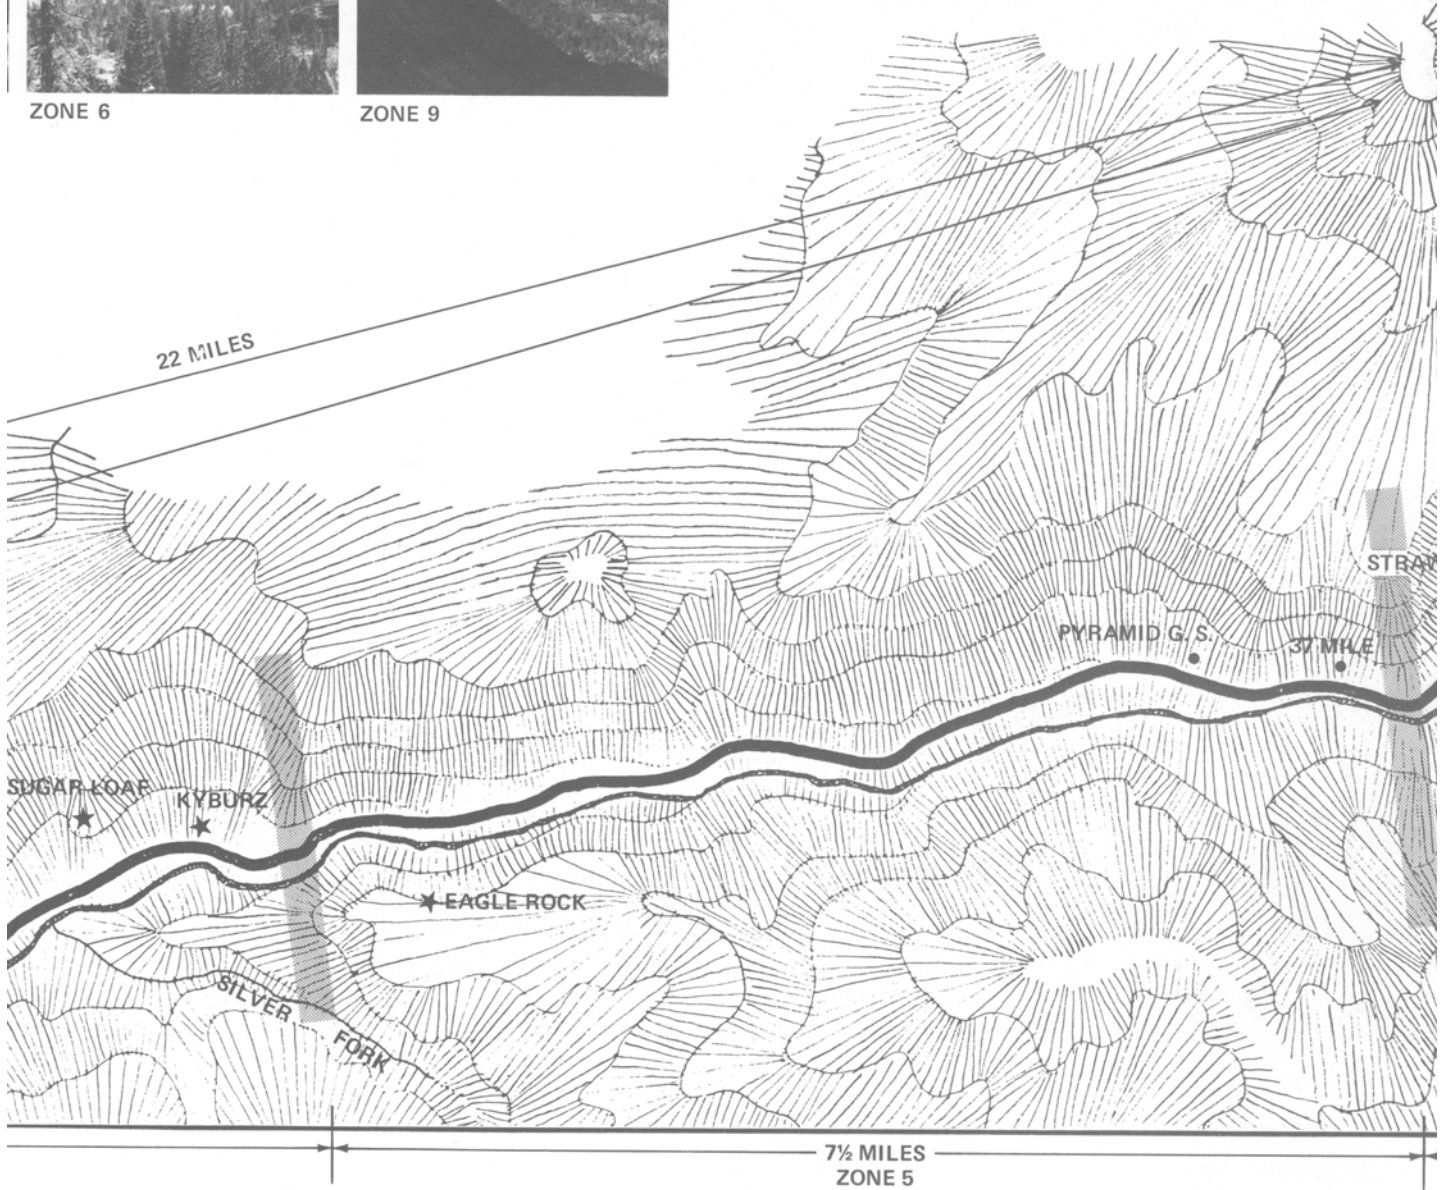 ZONE 6
ZONE 9
22 MILES
STRAW
PYRAMID G. S.
37 MILE
SUGAR LOAF
KYBURZ
EAGLE ROCK
SILVER
FORK
7½ MILES
ZONE 5